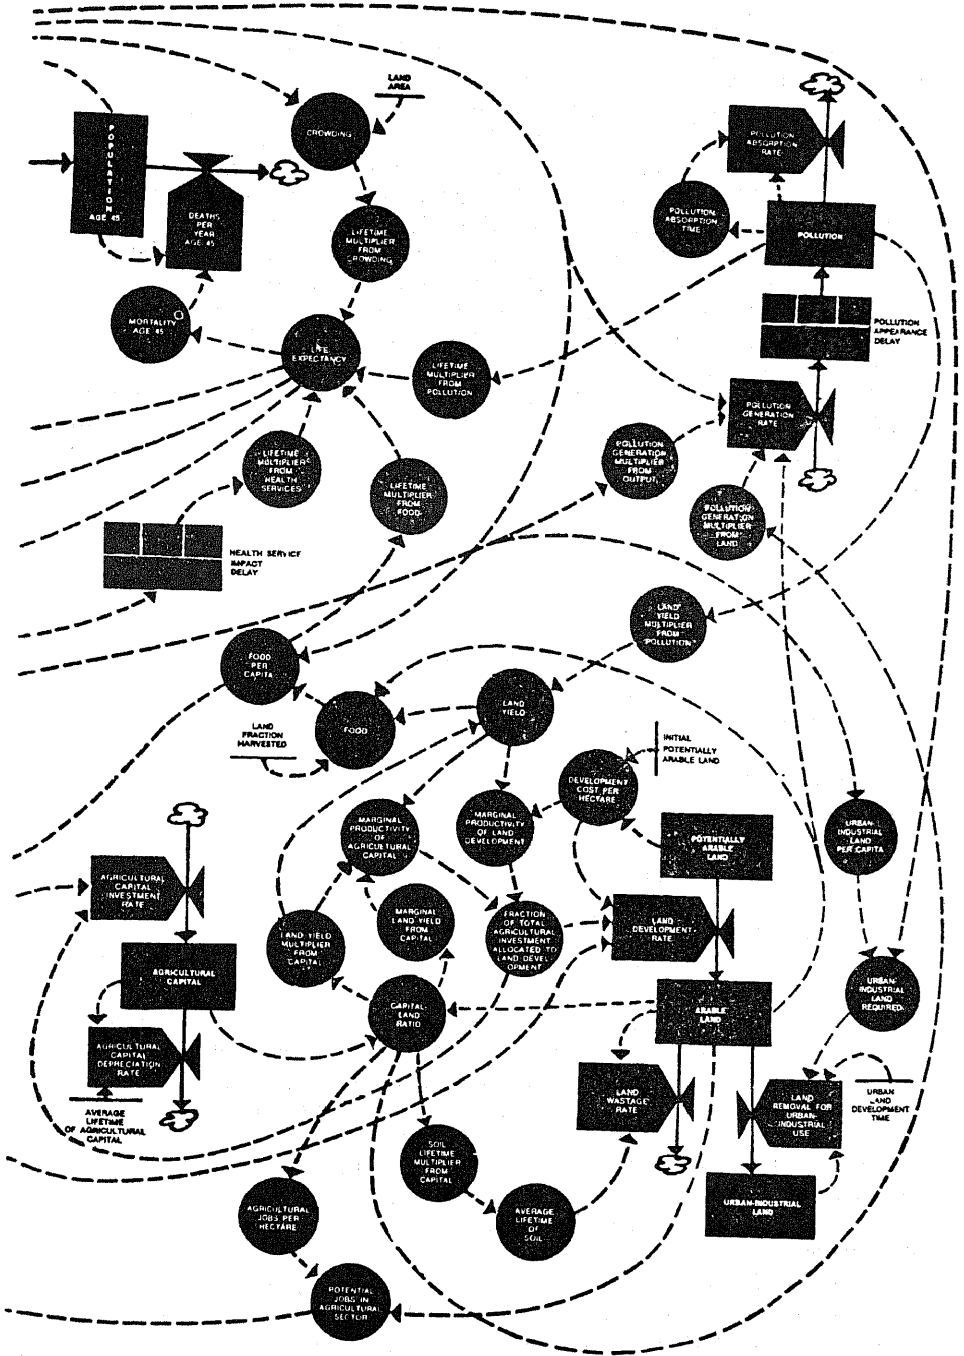 LAND
AREA
CROWDING
POPULATION
AGE 45
DEATHS
PER
YEAR
AGE 45
LIFETIME
MULTIPLIER
FROM
CROWDING
MORTALITY
AGE 45
LIFE
EXPECTANCY
LIFETIME
MULTIPLIER
FROM
POLLUTION
LIFETIME
MULTIPLIER
FROM
HEALTH
SERVICES
LIFETIME
MULTIPLIER
FROM
FOOD
HEALTH SERVICE
IMPACT
DELAY
POLLUTION
ABSORPTION
RATE
POLLUTION
ABSORPTION
TIME
POLLUTION
POLLUTION
APPEARANCE
DELAY
POLLUTION
GENERATION
RATE
POLLUTION
GENERATION
MULTIPLIER
FROM
OUTPUT
POLLUTION
GENERATION
MULTIPLIER
FROM
LAND
LAND
YIELD
MULTIPLIER
FROM
POLLUTION
FOOD
PER
CAPITA
FOOD
LAND
FRACTION
HARVESTED
LAND
YIELD
INITIAL
POTENTIALLY
ARABLE LAND
DEVELOPMENT
COST PER
HECTARE
MARGINAL
PRODUCTIVITY
OF AGRICULTURAL
CAPITAL
MARGINAL
PRODUCTIVITY
OF LAND
DEVELOPMENT
POTENTIALLY
ARABLE
LAND
URBAN-
INDUSTRIAL
LAND
PER CAPITA
AGRICULTURAL
CAPITAL
INVESTMENT
RATE
LAND YIELD
MULTIPLIER
FROM
CAPITAL
MARGINAL
LAND YIELD
FROM
CAPITAL
FRACTION
OF TOTAL
AGRICULTURAL
INVESTMENT
ALLOCATED TO
LAND DEVEL
OPMENT
LAND
DEVELOPMENT
RATE
AGRICULTURAL
CAPITAL
CAPITAL
LAND
RATIO
ARABLE
LAND
URBAN-
INDUSTRIAL
LAND
REQUIRED
AGRICULTURAL
CAPITAL
DEPRECIATION
RATE
AVERAGE
LIFETIME
OF AGRICULTURAL
CAPITAL
LAND
WASTAGE
RATE
LAND
REMOVAL FOR
URBAN-
INDUSTRIAL
USE
URBAN
LAND
DEVELOPMENT
TIME
SOIL
LIFETIME
MULTIPLIER
FROM
CAPITAL
AVERAGE
LIFETIME
OF
SOIL
URBAN-INDUSTRIAL
LAND
AGRICULTURAL
JOBS PER
HECTARE
POTENTIAL
JOBS IN
AGRICULTURAL
SECTOR